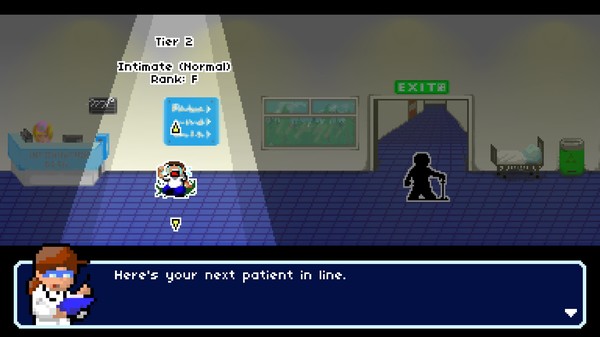 Tier 2
Intimate (Normal)
Rank: F
EXIT
Here's your next patient in line.